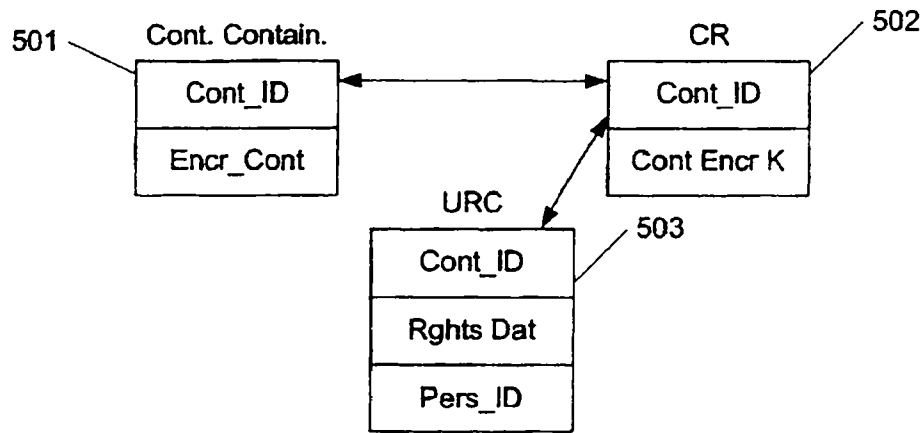 501
Cont. Contain.
CR
502
Cont_ID
Encr_Cont
Cont_ID
Cont Encr K
URC
503
Cont_ID
Rghts Dat
Pers_ID